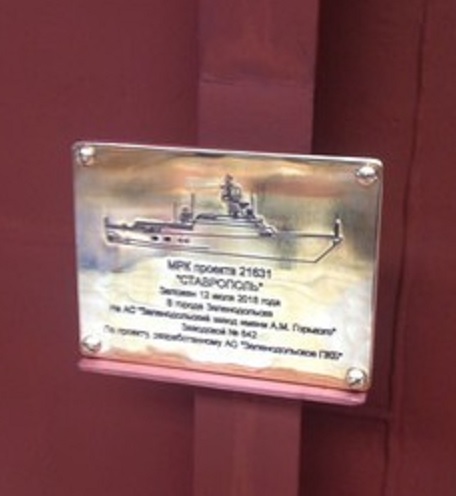 МРК проекта 21631
"СТАВРОПОЛЬ"
Заложен 12 июля 2018 года
В городе Зеленодольске
На АО "Зеленодольский завод имени А.М. Горького"
Заводской № 642
По проекту, разработанному АО "Зеленодольское ПКБ"